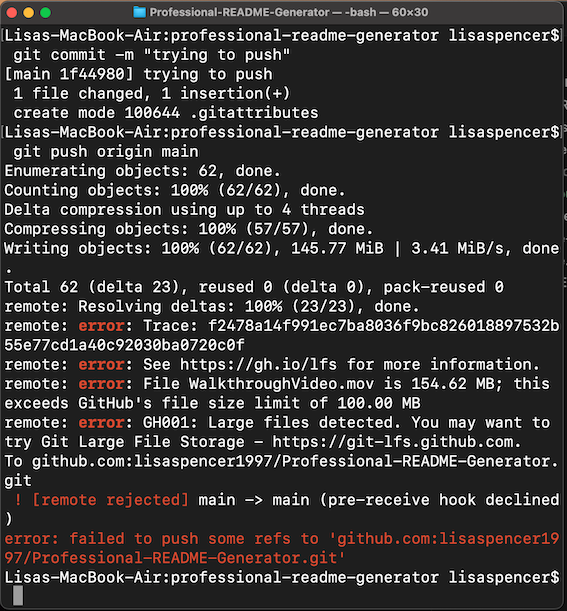 Professional-README-Generator — -bash — 60×30
[Lisas-MacBook-Air:professional-readme-generator lisaspencer$]
 git commit -m "trying to push"
[main 1f44980] trying to push
 1 file changed, 1 insertion(+)
 create mode 100644 .gitattributes
[Lisas-MacBook-Air:professional-readme-generator lisaspencer$]
 git push origin main
Enumerating objects: 62, done.
Counting objects: 100% (62/62), done.
Delta compression using up to 4 threads
Compressing objects: 100% (57/57), done.
Writing objects: 100% (62/62), 145.77 MiB | 3.41 MiB/s, done
.
Total 62 (delta 23), reused 0 (delta 0), pack-reused 0
remote: Resolving deltas: 100% (23/23), done.
remote: error: Trace: f2478a14f991ec7ba8036f9bc826018897532b
55e77cd1a40c92030ba0720c0f
remote: error: See https://gh.io/lfs for more information.
remote: error: File WalkthroughVideo.mov is 154.62 MB; this
exceeds GitHub's file size limit of 100.00 MB
remote: error: GH001: Large files detected. You may want to
try Git Large File Storage - https://git-lfs.github.com.
To github.com:lisaspencer1997/Professional-README-Generator.
git
 ! [remote rejected] main -> main (pre-receive hook declined
)
error: failed to push some refs to 'github.com:lisaspencer19
97/Professional-README-Generator.git'
Lisas-MacBook-Air:professional-readme-generator lisaspencer$